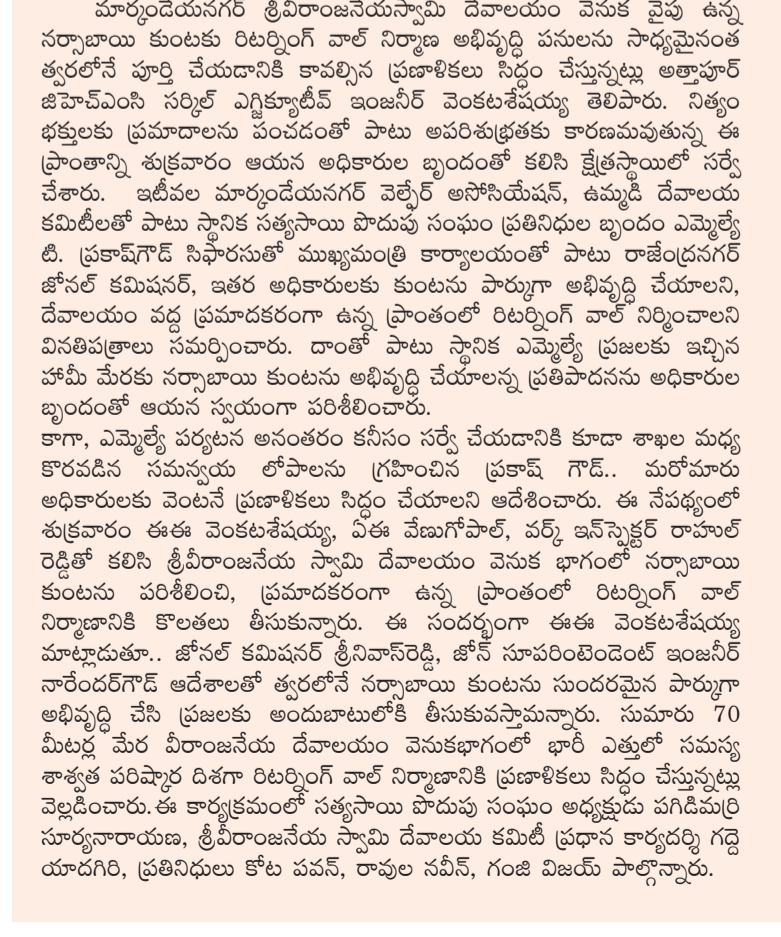 మార్కండేయనగర్ శ్రీవీరాంజనేయస్వామి దేవాలయం వెనుక వైపు ఉన్న
నర్సాబాయి కుంటకు రిటర్నింగ్ వాల్ నిర్మాణ అభివృద్ధి పనులను సాధ్యమైనంత
త్వరలోనే పూర్తి చేయడానికి కావల్సిన ప్రణాళికలు సిద్ధం చేస్తున్నట్లు అత్తాపూర్
జిహెచ్ఎంసి సర్కిల్ ఎగ్జిక్యూటీవ్ ఇంజనీర్ వెంకటశేషయ్య తెలిపారు. నిత్యం
భక్తులకు ప్రమాదాలను పంచడంతో పాటు అపరిశుభ్రతకు కారణమవుతున్న ఈ
ప్రాంతాన్ని శుక్రవారం ఆయన అధికారుల బృందంతో కలిసి క్షేత్రస్థాయిలో సర్వే
చేశారు. ఇటీవల మార్కండేయనగర్ వెల్ఫేర్ అసోసియేషన్, ఉమ్మడి దేవాలయ
కమిటీలతో పాటు స్థానిక సత్యసాయి పొదుపు సంఘం ప్రతినిధుల బృందం ఎమ్మెల్యే
టి. ప్రకాష్‌గౌడ్ సిఫారసుతో ముఖ్యమంత్రి కార్యాలయంతో పాటు రాజేంద్రనగర్
జోనల్ కమిషనర్, ఇతర అధికారులకు కుంటను పార్కుగా అభివృద్ధి చేయాలని,
దేవాలయం వద్ద ప్రమాదకరంగా ఉన్న ప్రాంతంలో రిటర్నింగ్ వాల్ నిర్మించాలని
వినతిపత్రాలు సమర్పించారు. దాంతో పాటు స్థానిక ఎమ్మెల్యే ప్రజలకు ఇచ్చిన
హామీ మేరకు నర్సాబాయి కుంటను అభివృద్ధి చేయాలన్న ప్రతిపాదనను అధికారుల
బృందంతో ఆయన స్వయంగా పరిశీలించారు.
కాగా, ఎమ్మెల్యే పర్యటన అనంతరం కనీసం సర్వే చేయడానికి కూడా శాఖల మధ్య
కొరవడిన సమన్వయ లోపాలను గ్రహించిన ప్రకాష్ గౌడ్.. మరోమారు
అధికారులకు వెంటనే ప్రణాళికలు సిద్ధం చేయాలని ఆదేశించారు. ఈ నేపథ్యంలో
శుక్రవారం ఈఈ వెంకటశేషయ్య, ఏఈ వేణుగోపాల్, వర్క్ ఇన్‌స్పెక్టర్ రాహుల్
రెడ్డితో కలిసి శ్రీవీరాంజనేయ స్వామి దేవాలయం వెనుక భాగంలో నర్సాబాయి
కుంటను పరిశీలించి, ప్రమాదకరంగా ఉన్న ప్రాంతంలో రిటర్నింగ్ వాల్
నిర్మాణానికి కొలతలు తీసుకున్నారు. ఈ సందర్భంగా ఈఈ వెంకటశేషయ్య
మాట్లాడుతూ.. జోనల్ కమిషనర్ శ్రీనివాస్‌రెడ్డి, జోన్ సూపరింటెండెంట్ ఇంజనీర్
నారేందర్‌గౌడ్ ఆదేశాలతో త్వరలోనే నర్సాబాయి కుంటను సుందరమైన పార్కుగా
అభివృద్ధి చేసి ప్రజలకు అందుబాటులోకి తీసుకువస్తామన్నారు. సుమారు 70
మీటర్ల మేర వీరాంజనేయ దేవాలయం వెనుకభాగంలో భారీ ఎత్తులో సమస్య
శాశ్వత పరిష్కార దిశగా రిటర్నింగ్ వాల్ నిర్మాణానికి ప్రణాళికలు సిద్ధం చేస్తున్నట్లు
వెల్లడించారు.ఈ కార్యక్రమంలో సత్యసాయి పొదుపు సంఘం అధ్యక్షుడు పగిడిమర్రి
సూర్యనారాయణ, శ్రీవీరాంజనేయ స్వామి దేవాలయ కమిటీ ప్రధాన కార్యదర్శి గద్దె
యాదగిరి, ప్రతినిధులు కోట పవన్, రావుల నవీన్, గంజి విజయ్ పాల్గొన్నారు.